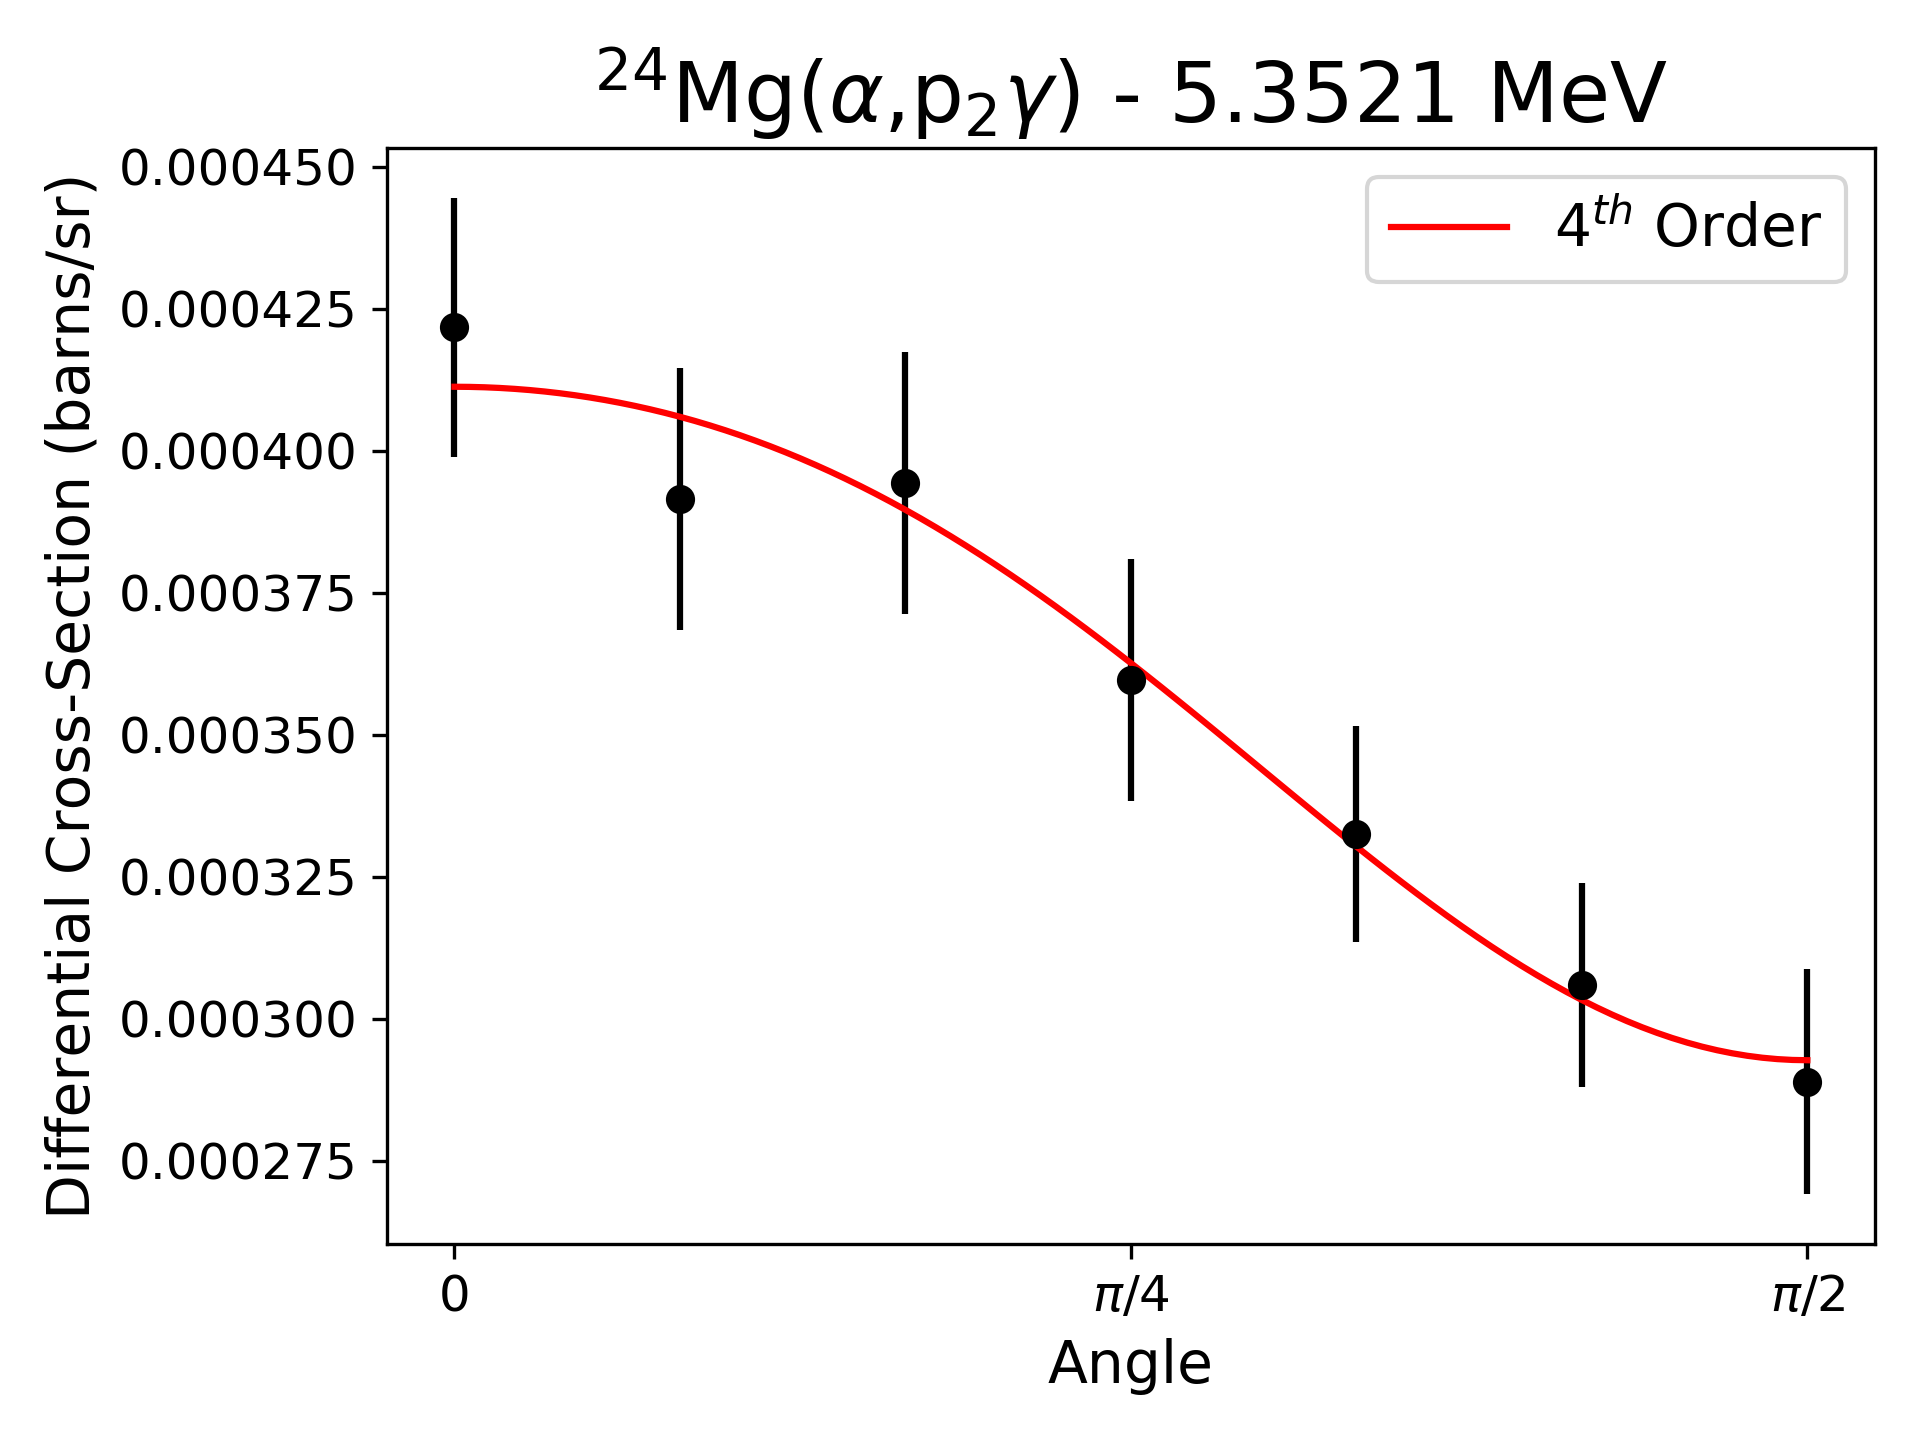 ²⁴Mg(α,p₂γ) - 5.3521 MeV
4ᵗʰ Order
Differential Cross-Section (barns/sr)
0.000450
0.000425
0.000400
0.000375
0.000350
0.000325
0.000300
0.000275
0 π/4 π/2
Angle